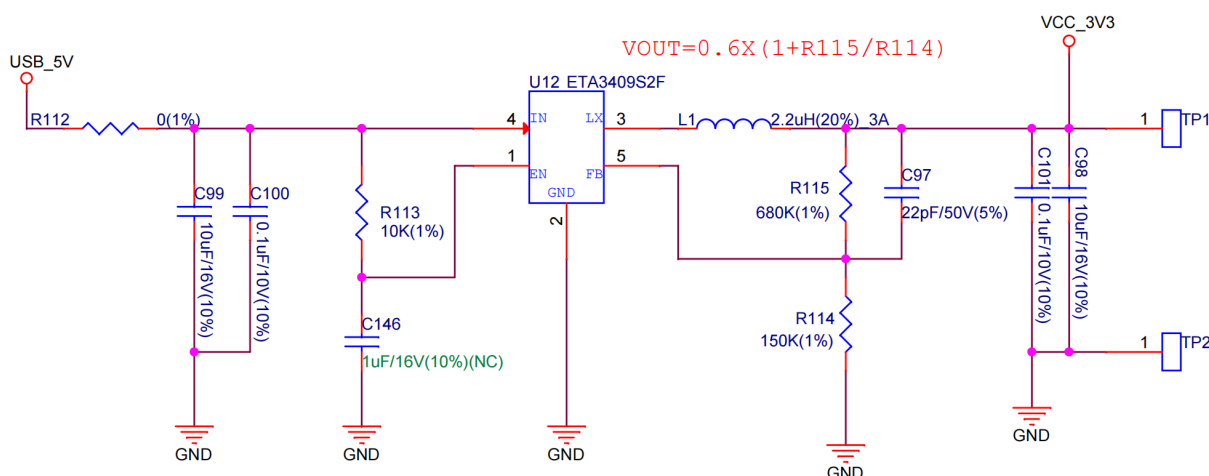 VCC_3V3
VOUT=0.6X(1+R115/R114)
USB_5V
U12 ETA3409S2F
R112
0(1%)
4
IN
LX
3
L1
2.2uH(20%)_3A
1
TP1
1
EN
FB
5
GND
2
C99
10uF/16V(10%)
C100
0.1uF/10V(10%)
R113
10K(1%)
R115
680K(1%)
C97
22pF/50V(5%)
C101
0.1uF/10V(10%)
C98
10uF/16V(10%)
C146
1uF/16V(10%)(NC)
R114
150K(1%)
1
TP2
GND
GND
GND
GND
GND